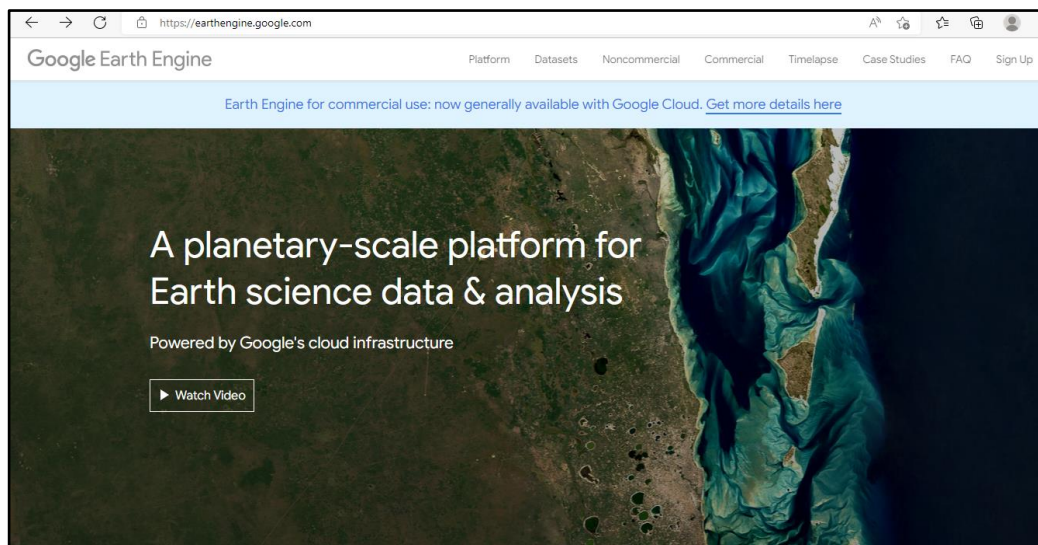 https://earthengine.google.com
Google Earth Engine
Platform Datasets Noncommercial Commercial Timelapse Case Studies FAQ Sign Up
Earth Engine for commercial use: now generally available with Google Cloud. Get more details here
A planetary-scale platform for
Earth science data & analysis
Powered by Google's cloud infrastructure
Watch Video